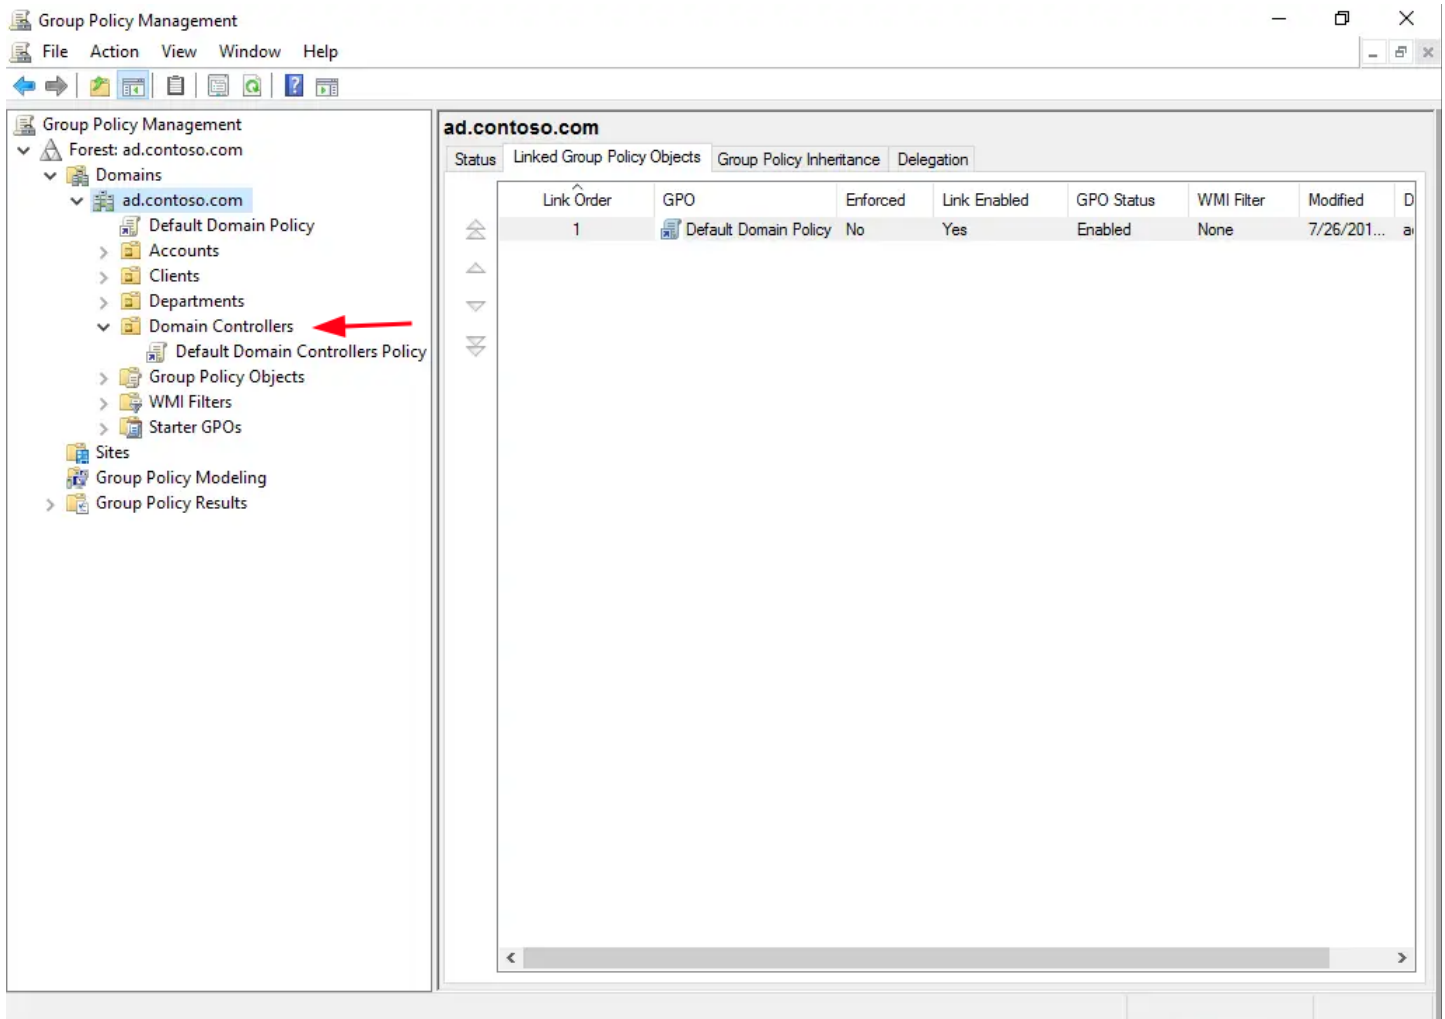 Group Policy Management
File Action View Window Help
Group Policy Management
Forest: ad.contoso.com
Domains
ad.contoso.com
Default Domain Policy
Accounts
Clients
Departments
Domain Controllers
Default Domain Controllers Policy
Group Policy Objects
WMI Filters
Starter GPOs
Sites
Group Policy Modeling
Group Policy Results
ad.contoso.com
Status Linked Group Policy Objects Group Policy Inheritance Delegation
Link Order GPO Enforced Link Enabled GPO Status WMI Filter Modified D
1 Default Domain Policy No Yes Enabled None 7/26/201... a